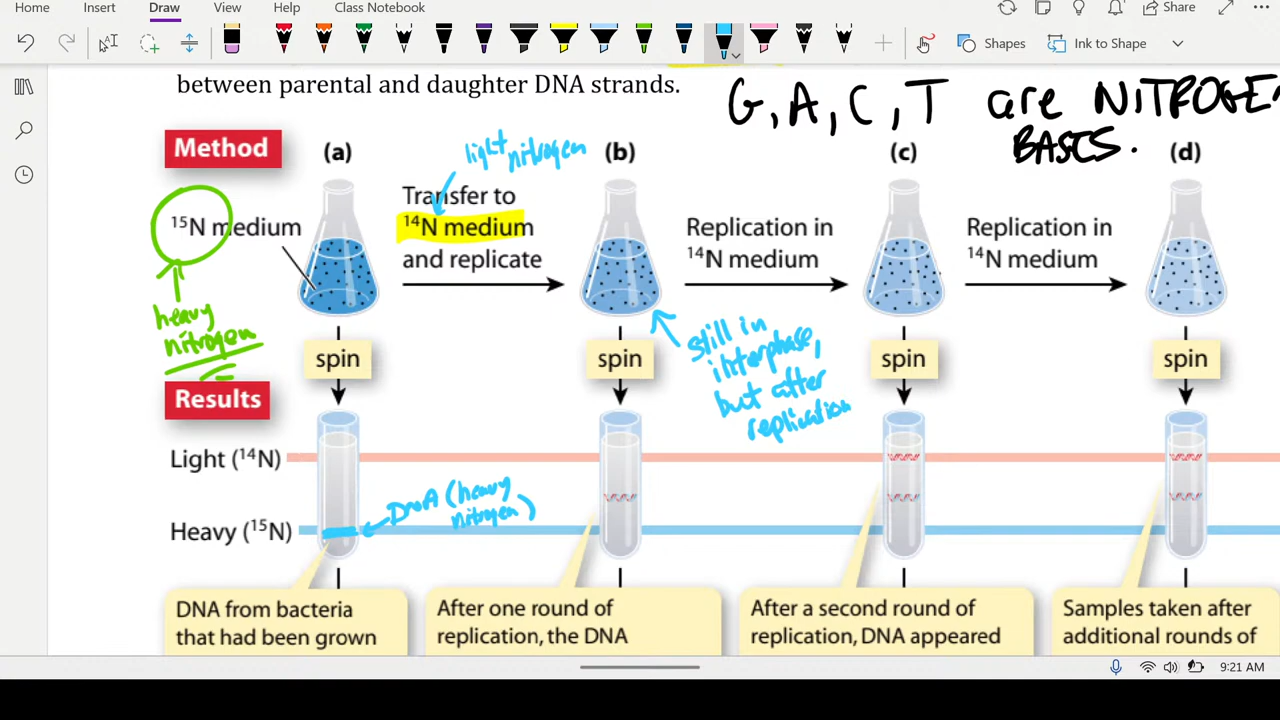 Home Insert Draw View Help Class Notebook Share
Shapes Ink to Shape
between parental and daughter DNA strands.
G, A, C, T are NITROGEN
BASES.
Method (a) light nitrogen (b) (c) (d)
15N medium
Transfer to
14N medium
and replicate
Replication in
14N medium
Replication in
14N medium
heavy
nitrogen
still in
interphase,
but after
replication
spin spin spin spin
Results
Light (14N)
DNA (heavy
nitrogen)
Heavy (15N)
DNA from bacteria
that had been grown
After one round of
replication, the DNA
After a second round of
replication, DNA appeared
Samples taken after
additional rounds of
9:21 AM